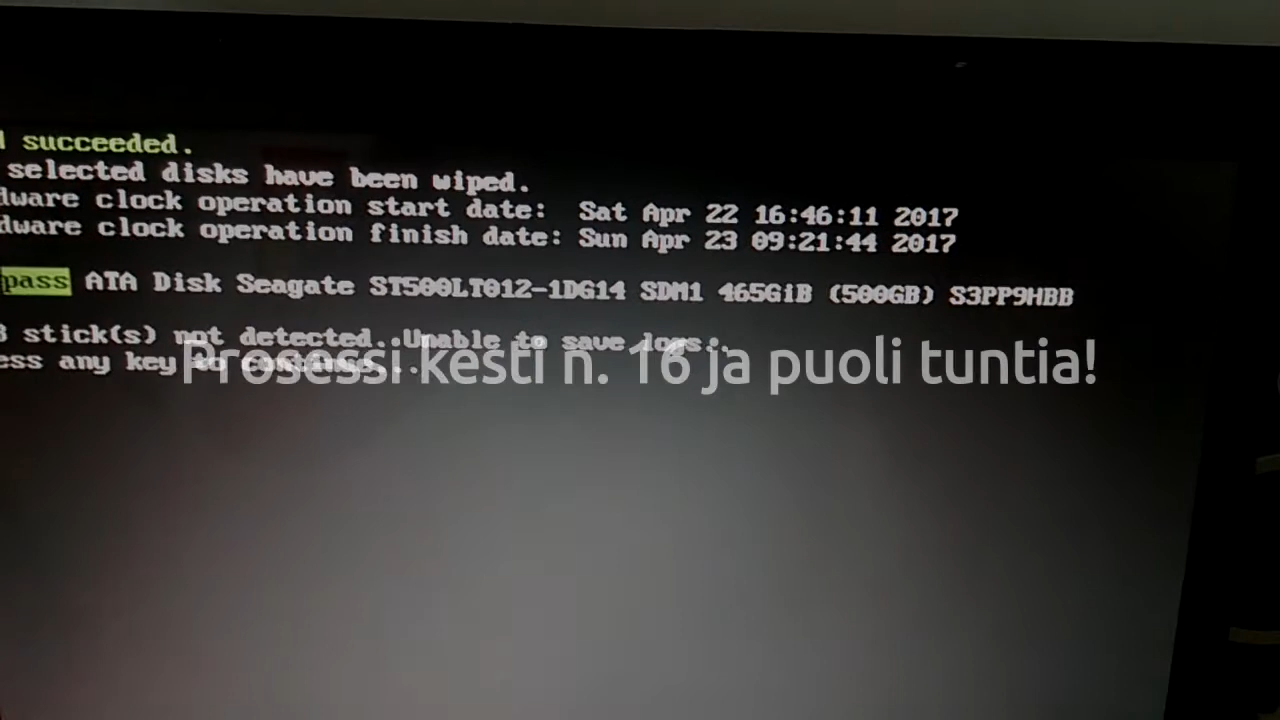 succeeded.
selected disks have been wiped.
dware clock operation start date: Sat Apr 22 16:46:11 2017
dware clock operation finish date: Sun Apr 23 09:21:44 2017
pass ATA Disk Seagate ST500LT012-1DG14 SDM1 465GiB (500GB) S3PP9HBB
stick(s) not detected. Unable to save logs..
ess any key to continue...
Prosessi kesti n. 16 ja puoli tuntia!